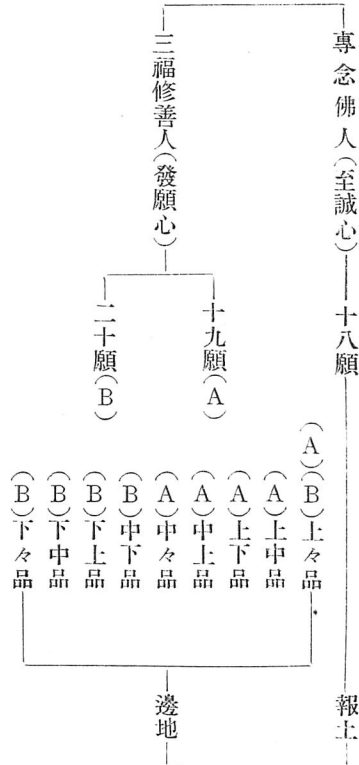 專念佛人(至誠心)
十八願
報土
三福修善人(發願心)
十九願(A)
二十願(B)
(A)(B)上々品
(A)上中品
(A)上下品
(A)中上品
(A)中々品
(B)中下品
(B)下上品
(B)下中品
(B)下々品
邊地